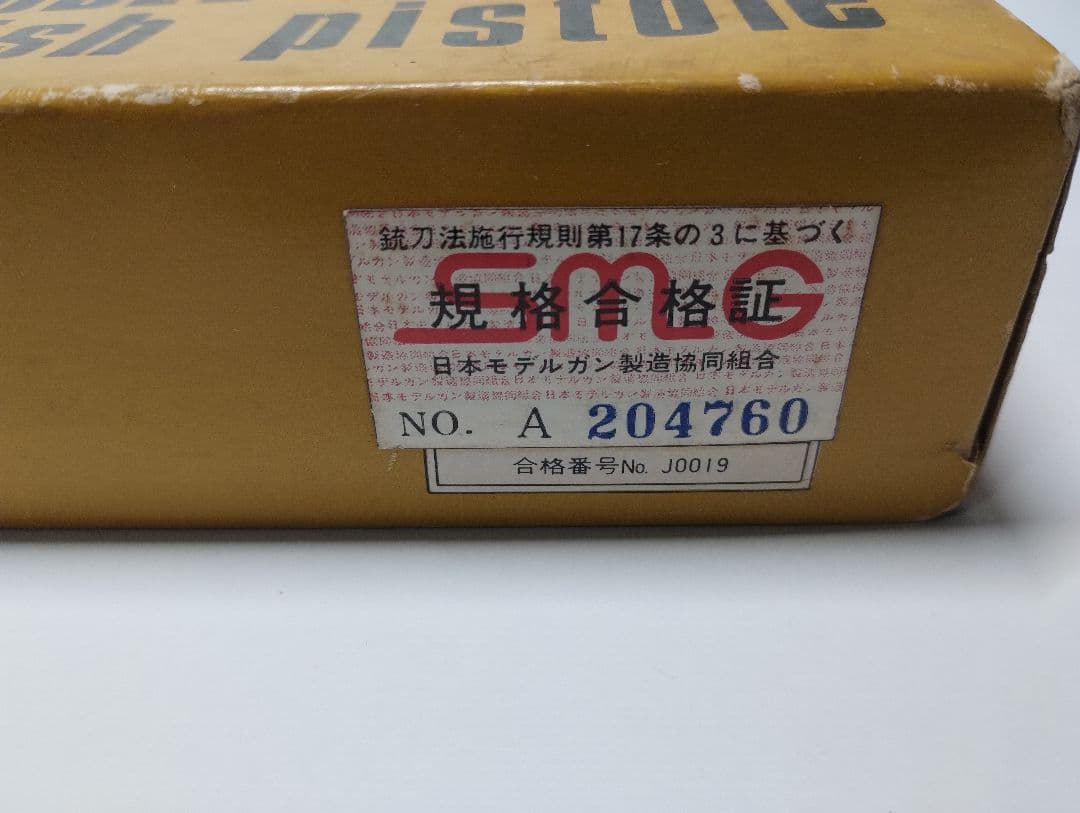 pistole
銃刀法施行規則第17条の3に基づく
SMG
規格合格証
日本モデルガン製造協同組合
NO. A 204760
合格番号No. J0019